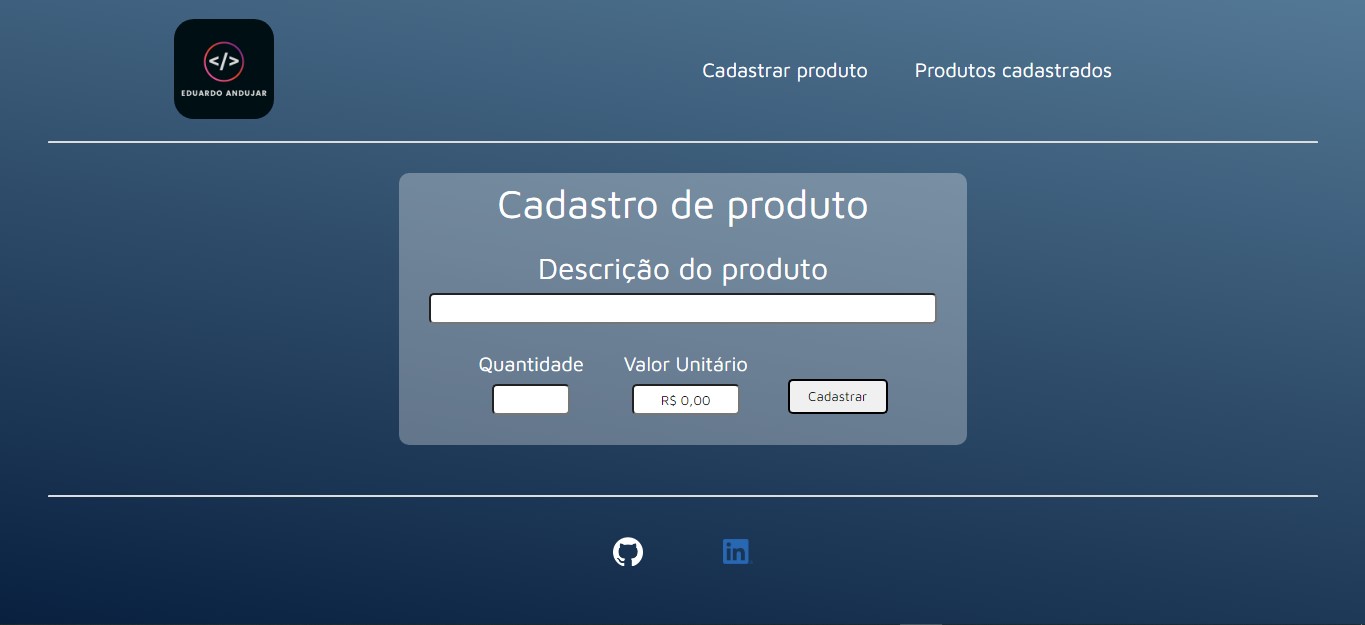 </>
EDUARDO ANDUJAR
Cadastrar produto Produtos cadastrados
Cadastro de produto
Descrição do produto
Quantidade Valor Unitário
R$ 0,00 Cadastrar
in